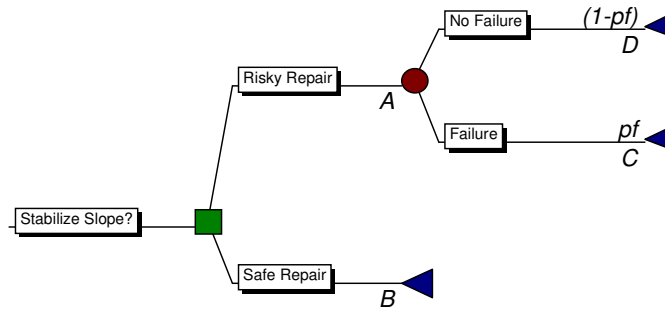 No Failure
(1-pf)
D
Risky Repair
A
Failure
pf
C
Stabilize Slope?
Safe Repair
B